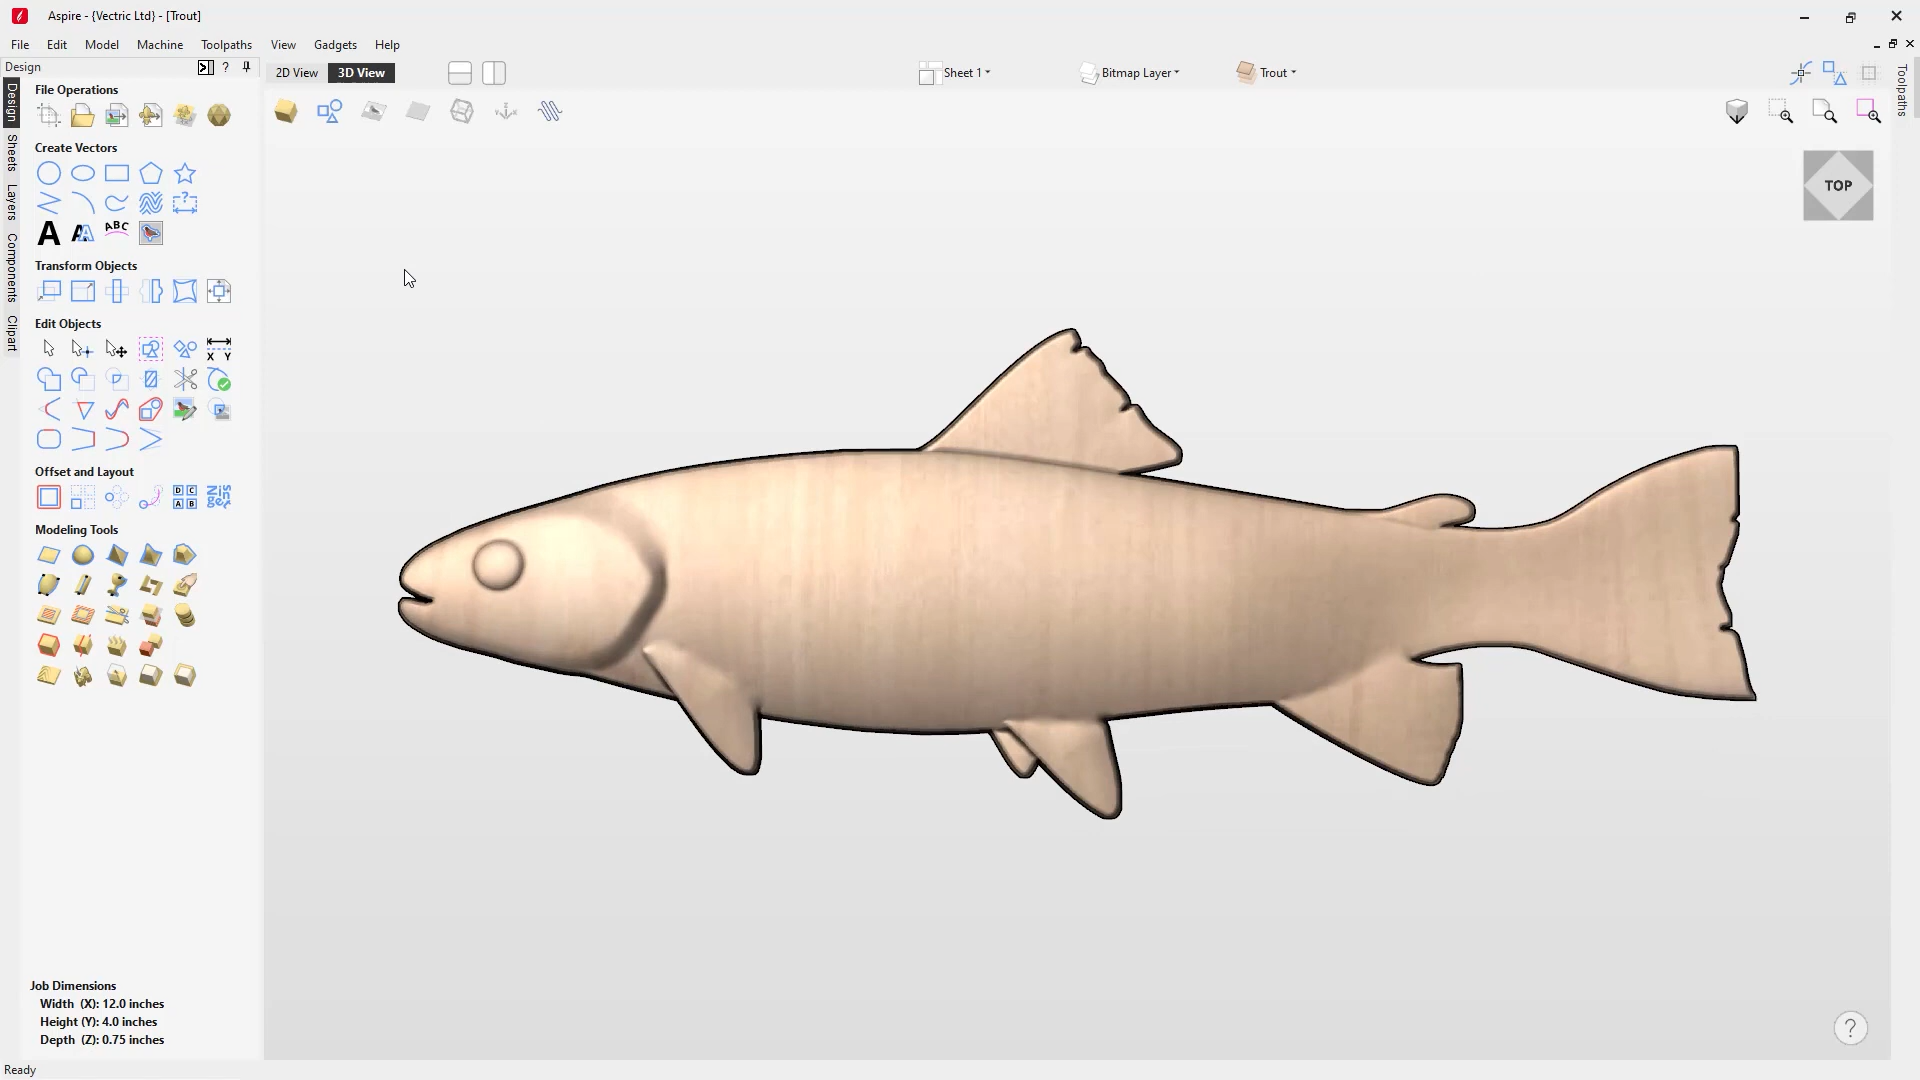 Aspire - {Vectric Ltd} - [Trout]
File Edit Model Machine Toolpaths View Gadgets Help
Design ?
2D View 3D View Sheet 1 Bitmap Layer Trout
Design
Sheets
Layers
Components
Clipart
Toolpaths
File Operations
Create Vectors
?
A A A ABC
Transform Objects
Edit Objects
X Y
Offset and Layout
D C
A B
Modeling Tools
TOP
Job Dimensions
Width (X): 12.0 inches
Height (Y): 4.0 inches
Depth (Z): 0.75 inches
?
Ready